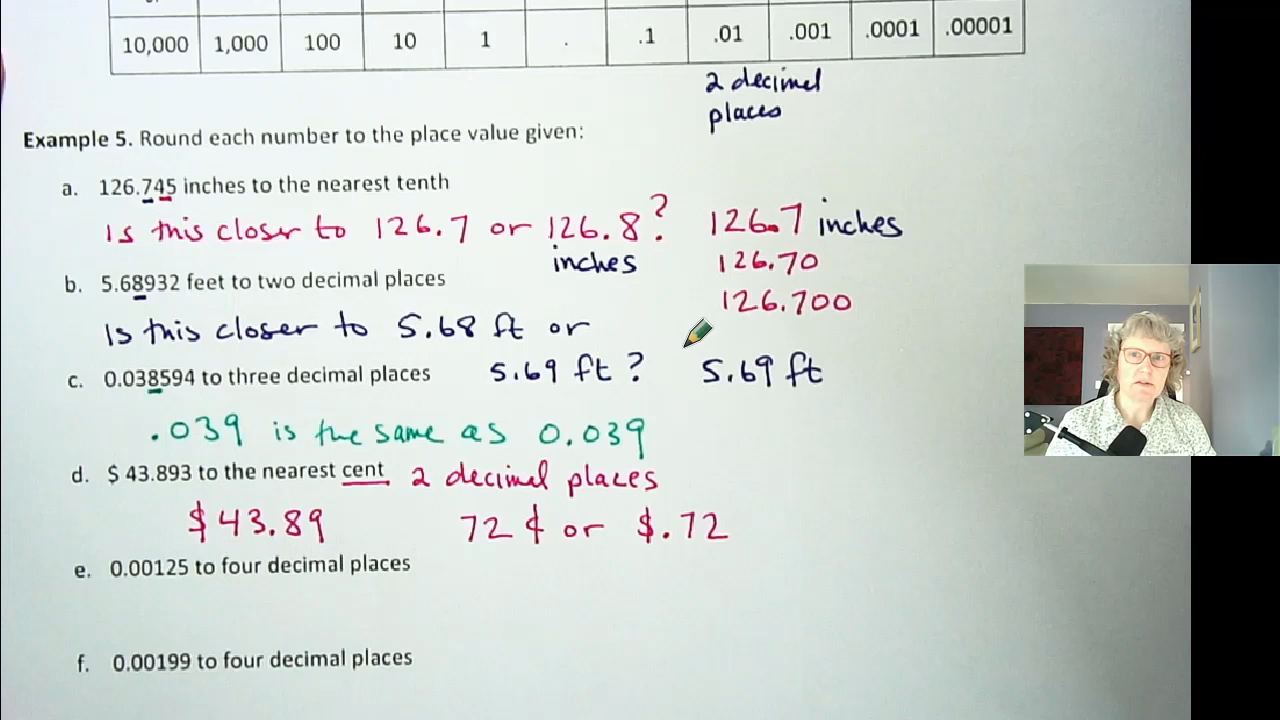 10,000 1,000 100 10 1 . .1 .01 .001 .0001 .00001
2 decimel
places
Example 5. Round each number to the place value given:
a. 126.745 inches to the nearest tenth
Is this closer to 126.7 or 126.8? 126.7 inches
inches 126.70
b. 5.68932 feet to two decimal places
126.700
Is this closer to 5.68 ft or
5.69 ft? 5.69 ft
c. 0.038594 to three decimal places
.039 is the same as 0.039
d. $ 43.893 to the nearest cent 2 decimel places
$43.89 72 ¢ or $.72
e. 0.00125 to four decimal places
f. 0.00199 to four decimal places